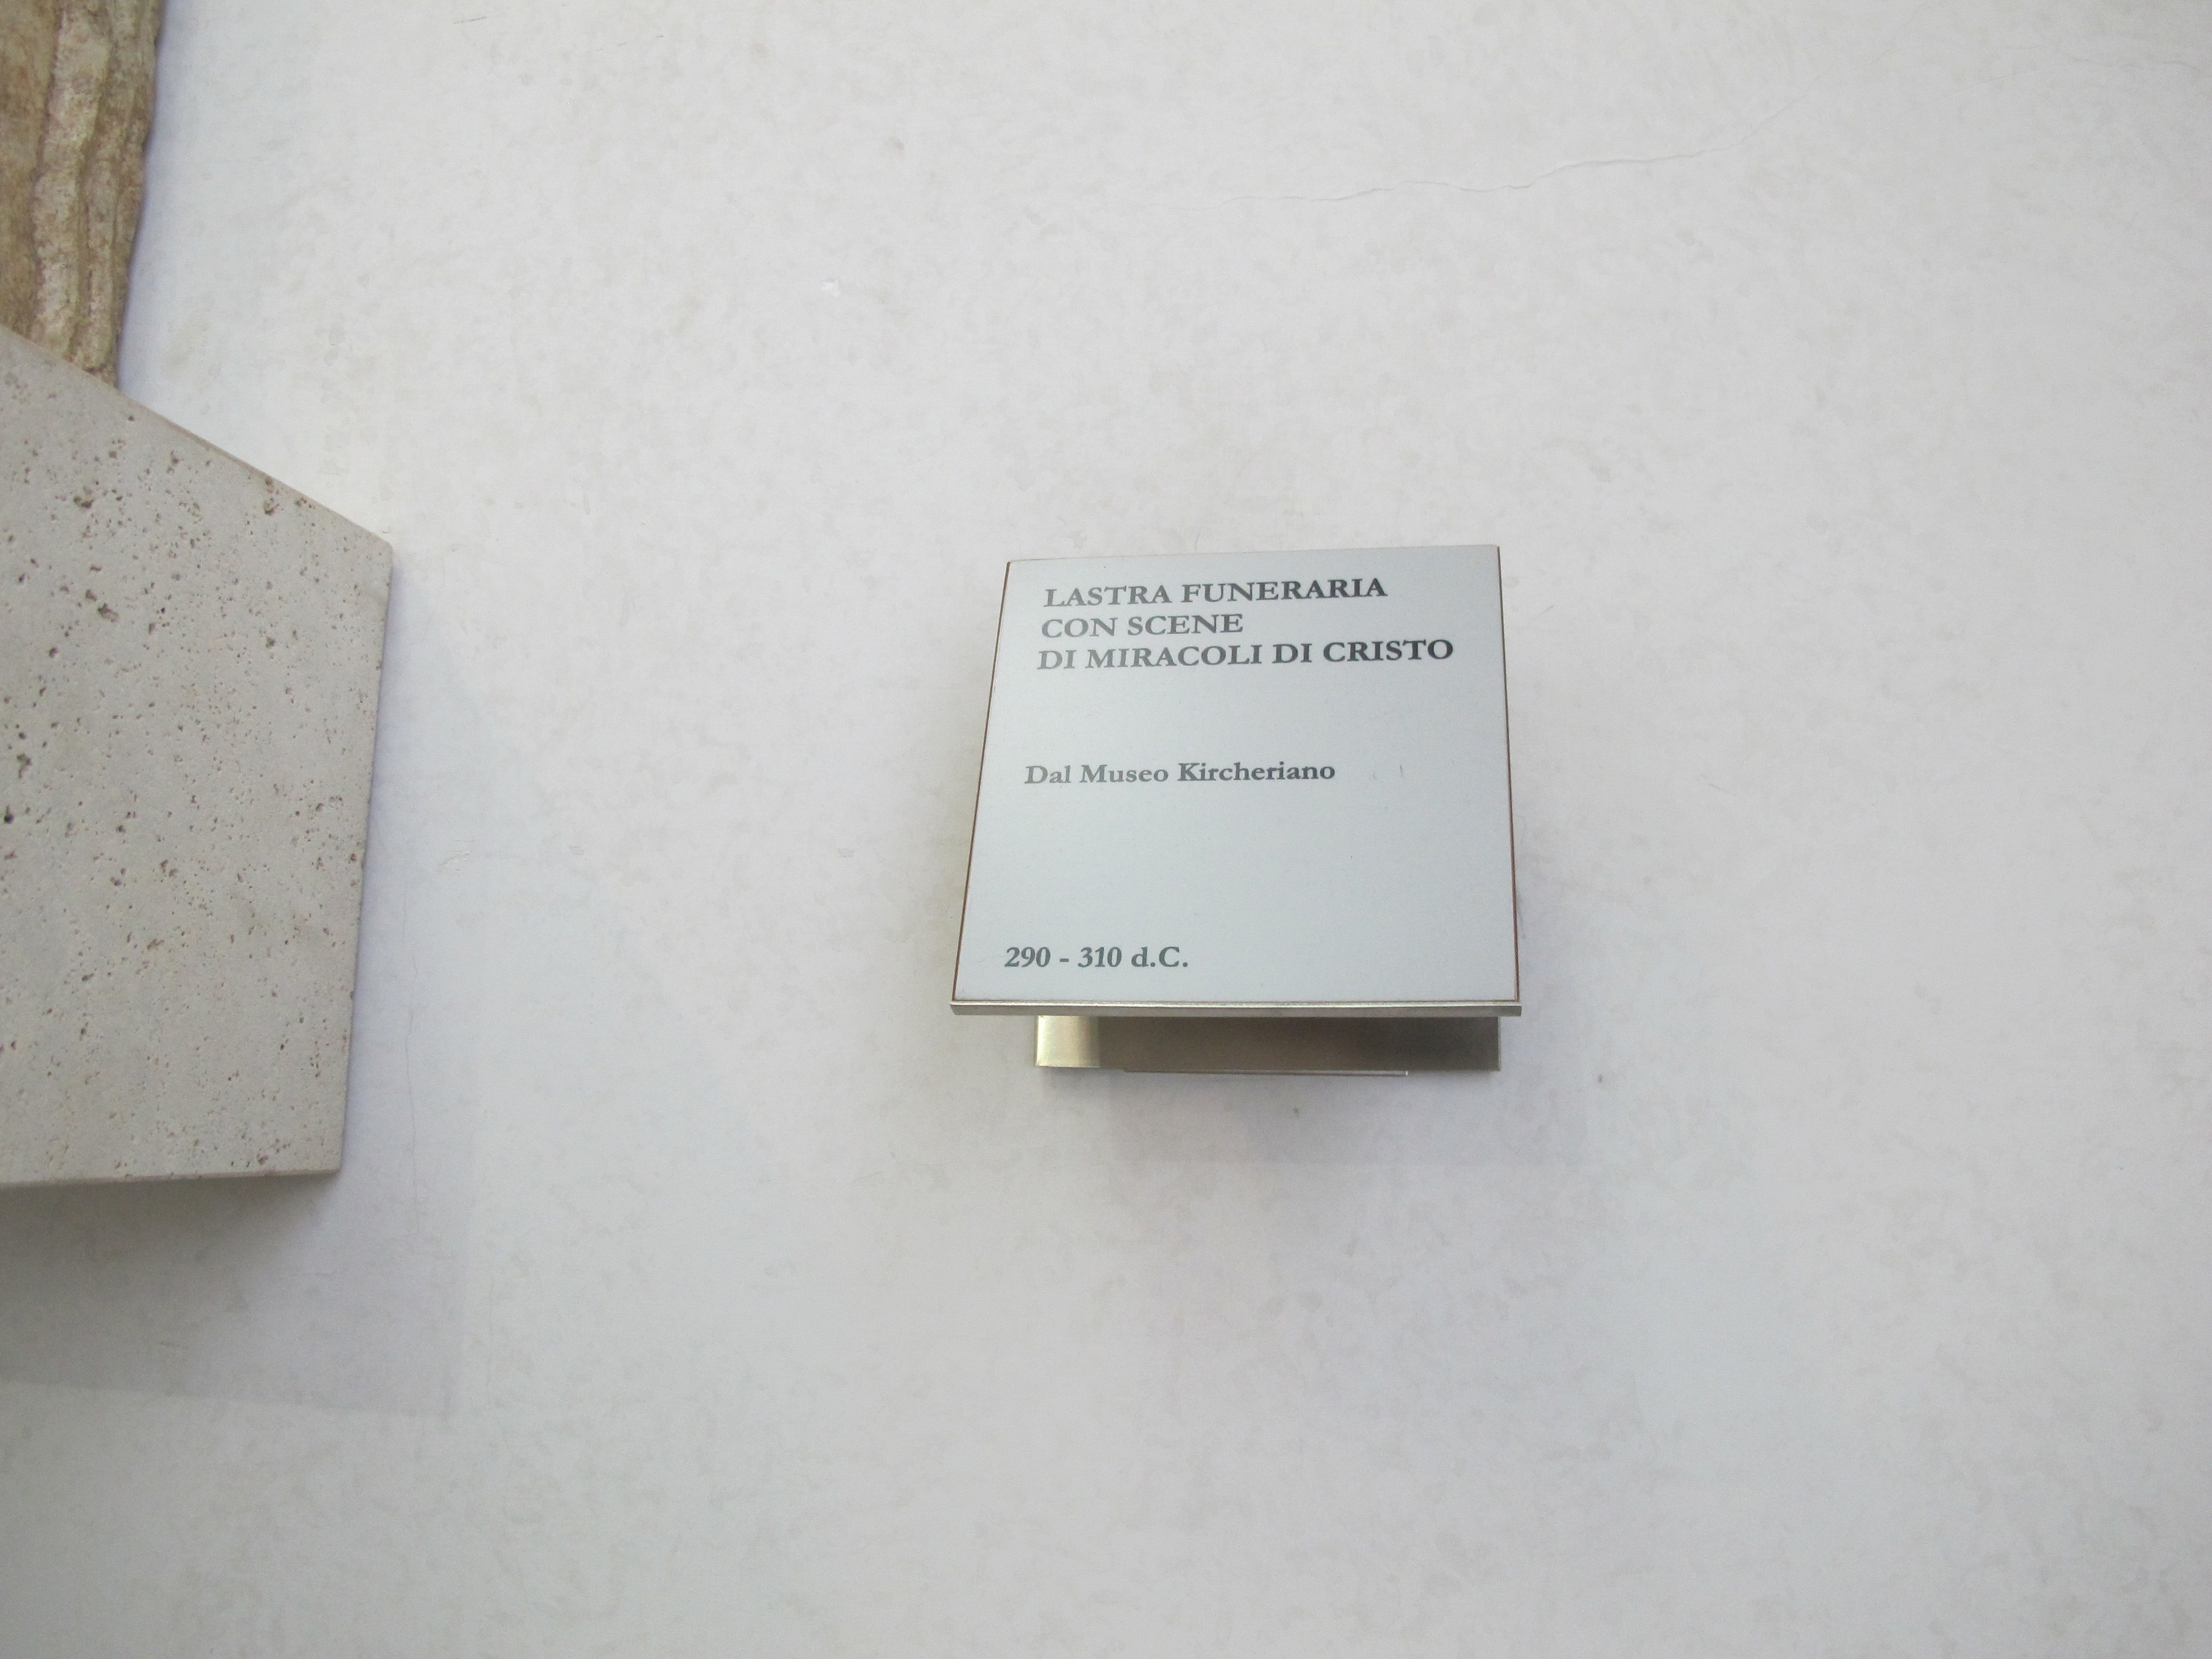 LASTRA FUNERARIA
CON SCENE
DI MIRACOLI DI CRISTO
Dal Museo Kircheriano
290 - 310 d.C.